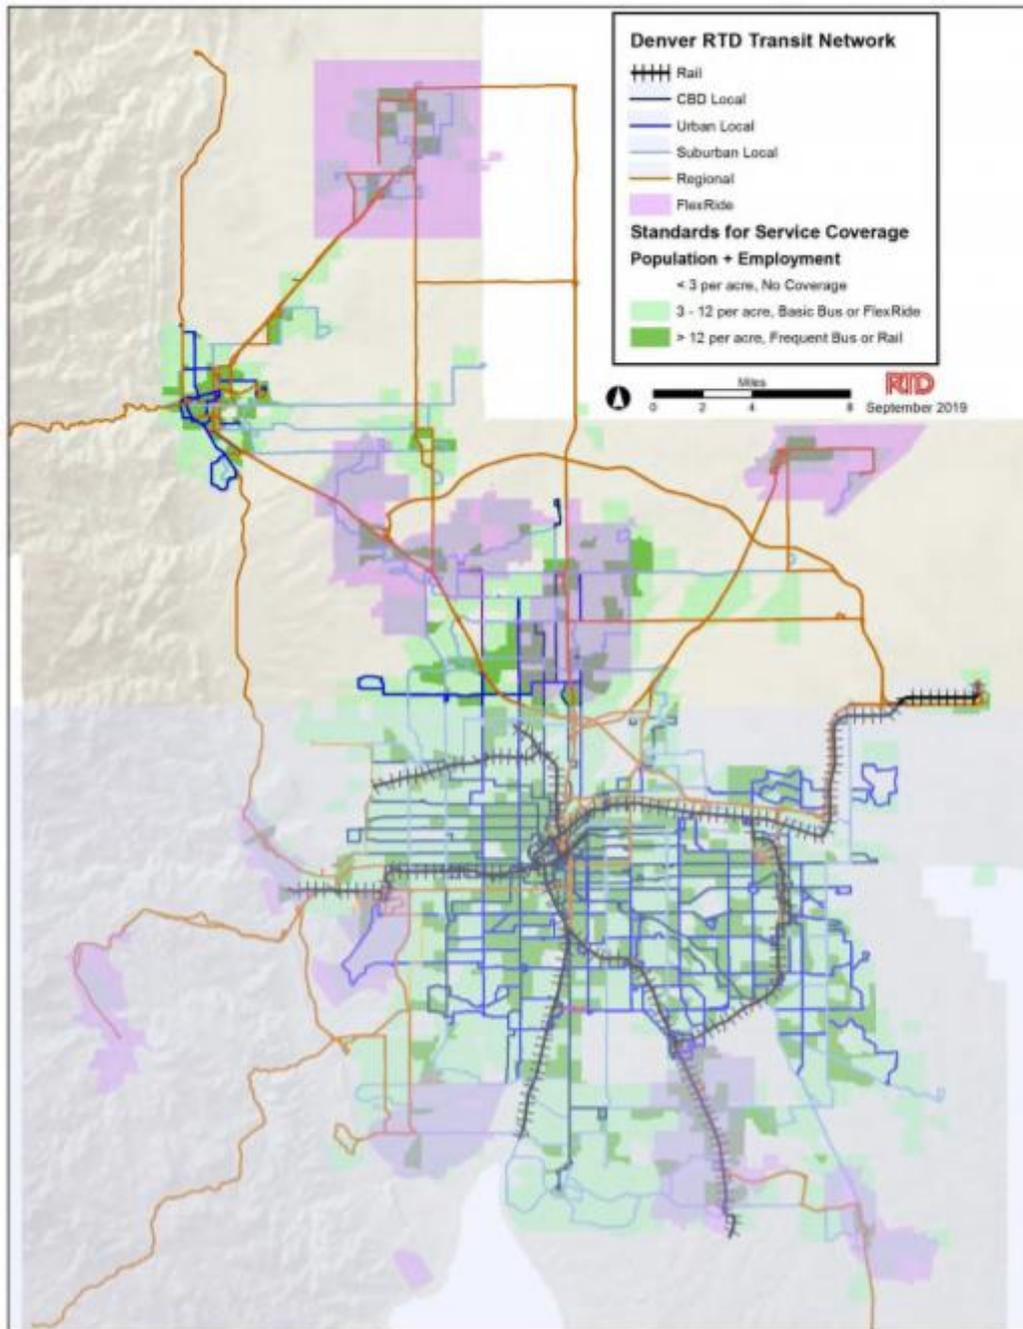 Denver RTD Transit Network
Rail
CBD Local
Urban Local
Suburban Local
Regional
FlexRide
Standards for Service Coverage
Population + Employment
< 3 per acre, No Coverage
3 - 12 per acre, Basic Bus or FlexRide
> 12 per acre, Frequent Bus or Rail
Miles
0 2 4 8
RTD
September 2019